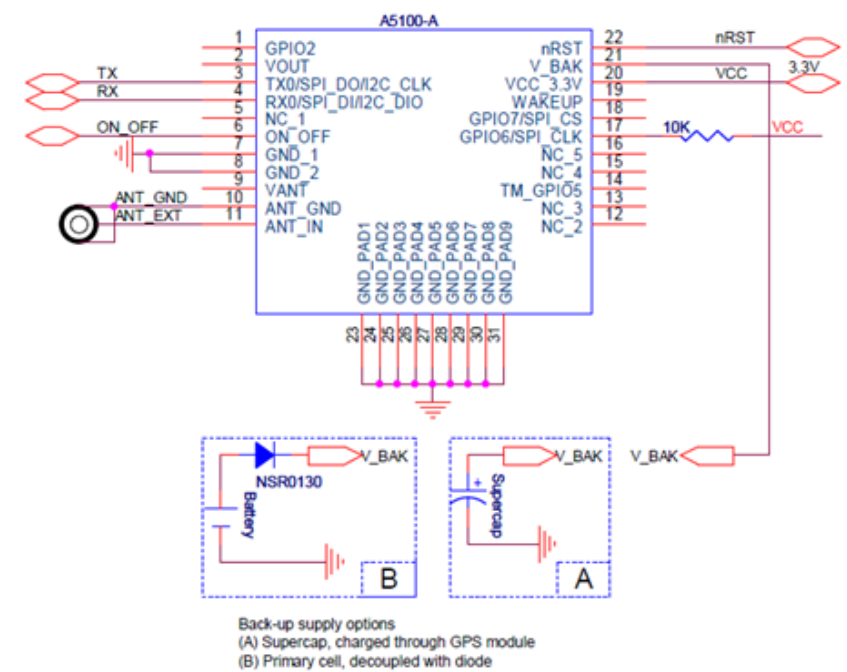 A5100-A
1 GPIO2
2 VOUT
TX 3 TX0/SPI_DO/I2C_CLK
RX 4 RX0/SPI_DI/I2C_DIO
5 NC_1
ON_OFF 6 ON_OFF
7 GND_1
8 GND_2
9 VANT
ANT_GND 10 ANT_GND
ANT_EXT 11 ANT_IN
nRST 22 nRST
V_BAK 21
VCC_3.3V 20 VCC 3.3V
WAKEUP 19
GPIO7/SPI_CS 18
GPIO6/SPI_CLK 17 10K VCC
NC_5 16
NC_4 15
TM_GPIO5 14
NC_3 13
NC_2 12
GND_PAD1
GND_PAD2
GND_PAD3
GND_PAD4
GND_PAD5
GND_PAD6
GND_PAD7
GND_PAD8
GND_PAD9
23 24 25 26 27 28 29 30 31
V_BAK
NSR0130
Battery
B
V_BAK
+
Supercap
A
V_BAK
Back-up supply options
(A) Supercap, charged through GPS module
(B) Primary cell, decoupled with diode